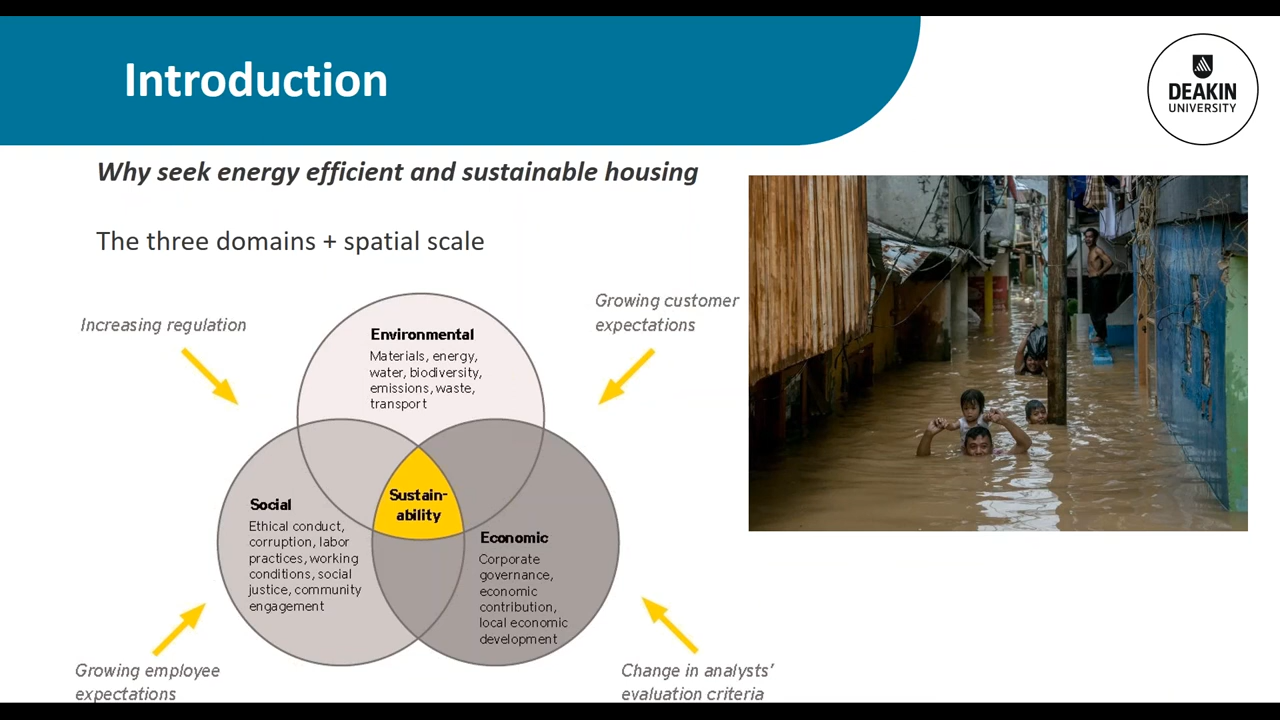 Introduction
DEAKIN
UNIVERSITY
Why seek energy efficient and sustainable housing
The three domains + spatial scale
Increasing regulation
Growing customer
expectations
Environmental
Materials, energy,
water, biodiversity,
emissions, waste,
transport
Sustain-
ability
Social
Ethical conduct,
corruption, labor
practices, working
conditions, social
justice, community
engagement
Economic
Corporate
governance,
economic
contribution,
local economic
development
Growing employee
expectations
Change in analysts’
evaluation criteria